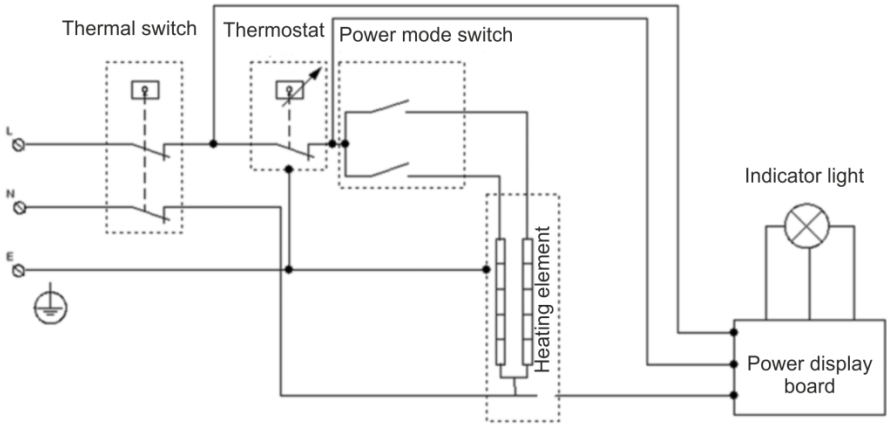 Thermal switch
Thermostat
Power mode switch
L
N
E
Heating element
Indicator light
Power display
board